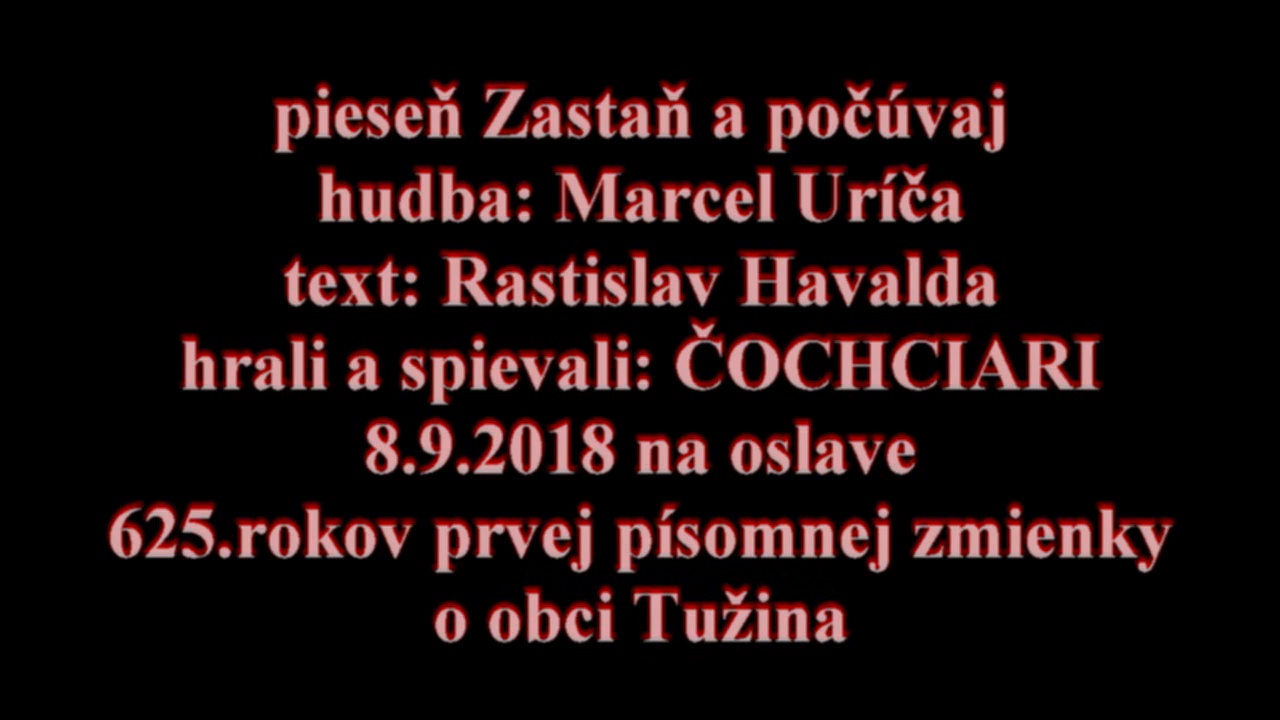 pieseň Zastaň a počúvaj
hudba: Marcel Uríča
text: Rastislav Havalda
hrali a spievali: ČOCHCIARI
8.9.2018 na oslave
625.rokov prvej písomnej zmienky
o obci Tužina